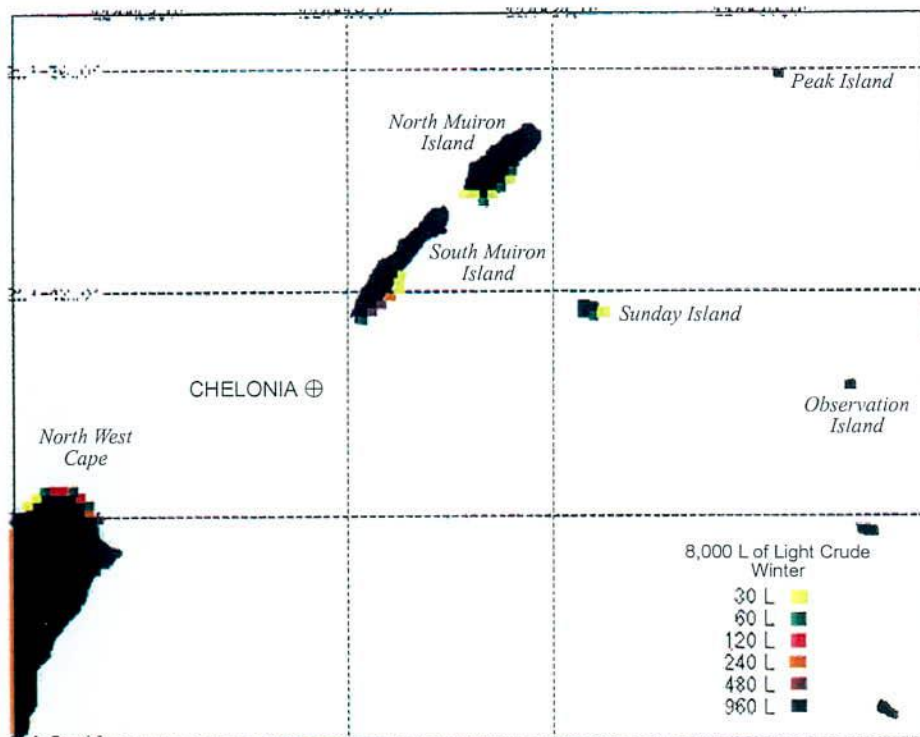 Peak Island
North Muiron
Island
South Muiron
Island
Sunday Island
CHELONIA
Observation
Island
North West
Cape
8,000 L of Light Crude
Winter
30 L
60 L
120 L
240 L
480 L
960 L